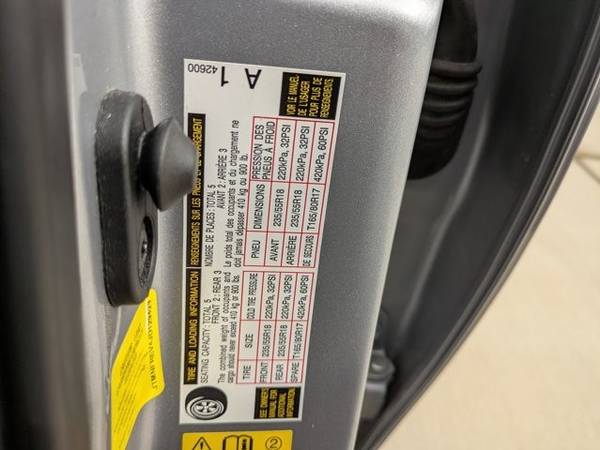 TIRE AND LOADING INFORMATION
SEATING CAPACITY: TOTAL 5
FRONT 2: REAR 3
The combined weight of occupants and
cargo should never exceed 410 kg or 900 lbs.
TIRE SIZE COLD TIRE PRESSURE
FRONT 235/55R18 220kPa, 32PSI
REAR 235/55R18 220kPa, 32PSI
SPARE T165/80R17 420kPa, 60PSI
SEE OWNER'S
MANUAL FOR
ADDITIONAL
INFORMATION
RENSEIGNEMENTS SUR LES PNEUS ET LE CHARGEMENT
NOMBRE DE PLACES: TOTAL 5
AVANT 2: ARRIÈRE 3
Le poids total des occupants et du chargement ne
doit jamais dépasser 410 kg ou 900 lb.
PNEU DIMENSIONS PRESSION DES
PNEUS À FROID
AVANT 235/55R18 220kPa, 32PSI
ARRIÈRE 235/55R18 220kPa, 32PSI
DE SECOURS T165/80R17 420kPa, 60PSI
VOIR LE MANUEL
DE L'USAGER
POUR PLUS DE
RENSEIGNEMENTS
42600
A 1
2